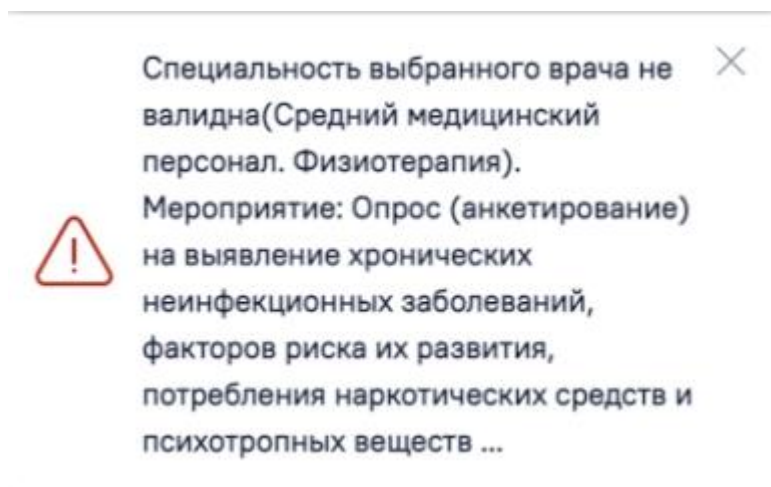 Специальность выбранного врача не
валидна(Средний медицинский
персонал. Физиотерапия).
Мероприятие: Опрос (анкетирование)
на выявление хронических
неинфекционных заболеваний,
факторов риска их развития,
потребления наркотических средств и
психотропных веществ ...